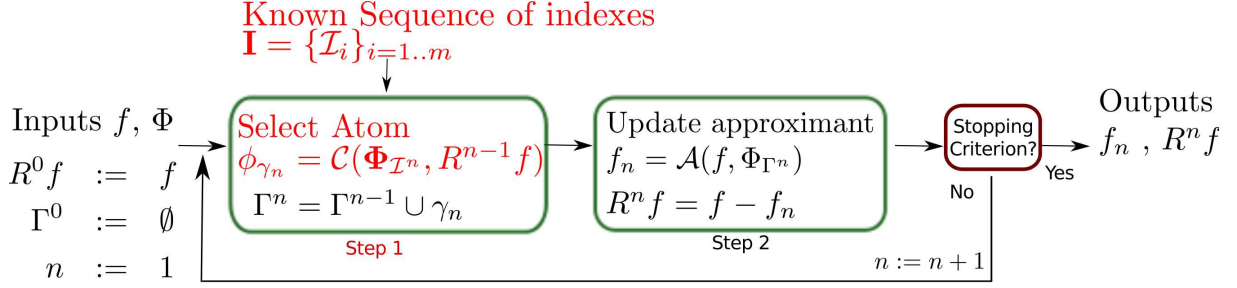 Known Sequence of indexes
𝐈 = {ℐ_i}_{i=1..m}
Inputs f, Φ
R^0 f := f
Γ^0 := ∅
n := 1
Select Atom
ϕ_{γ_n} = 𝒞(𝚽_{ℐ^n}, R^{n−1} f)
Γ^n = Γ^{n−1} ∪ γ_n
Step 1
Update approximant
f_n = 𝒜(f, Φ_{Γ^n})
R^n f = f − f_n
Step 2
Stopping
Criterion?
No
Yes
n := n + 1
Outputs
f_n , R^n f